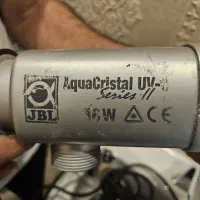 AquaCristal UV-C
Series II
JBL
36W CE